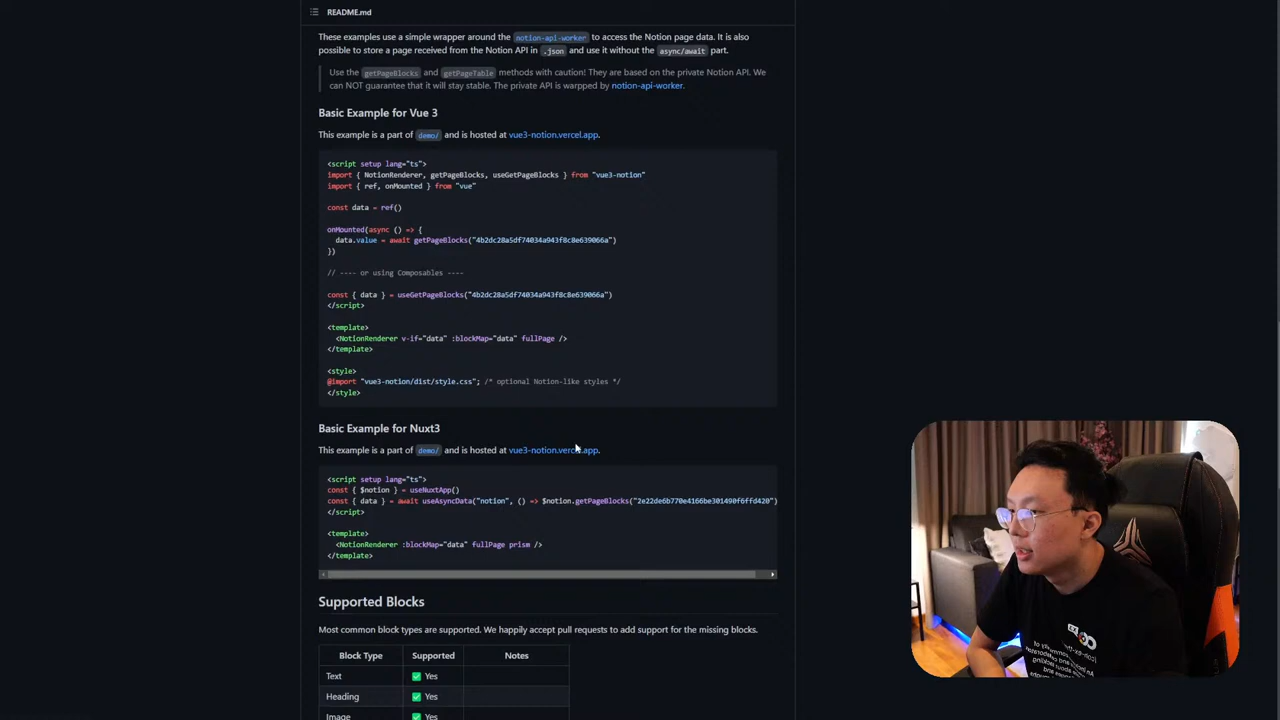 README.md
These examples use a simple wrapper around the notion-api-worker to access the Notion page data. It is also
possible to store a page received from the Notion API in .json and use it without the async/await part.
Use the getPageBlocks and getPageTable methods with caution! They are based on the private Notion API. We
can NOT guarantee that it will stay stable. The private API is warpped by notion-api-worker.
Basic Example for Vue 3
This example is a part of demo/ and is hosted at vue3-notion.vercel.app.
<script setup lang="ts">
import { NotionRenderer, getPageBlocks, useGetPageBlocks } from "vue3-notion"
import { ref, onMounted } from "vue"
const data = ref()
onMounted(async () => {
data.value = await getPageBlocks("4b2dc28a5df74034a943f8c8e639066a")
})
// ---- or using Composables ----
const { data } = useGetPageBlocks("4b2dc28a5df74034a943f8c8e639066a")
</script>
<template>
<NotionRenderer v-if="data" :blockMap="data" fullPage />
</template>
<style>
@import "vue3-notion/dist/style.css"; /* optional Notion-like styles */
</style>
Basic Example for Nuxt3
This example is a part of demo/ and is hosted at vue3-notion.vercel.app.
<script setup lang="ts">
const { $notion } = useNuxtApp()
const { data } = await useAsyncData("notion", () => $notion.getPageBlocks("2e22de6b770e4166be301490f6ffd420")
</script>
<template>
<NotionRenderer :blockMap="data" fullPage prism />
</template>
Supported Blocks
Most common block types are supported. We happily accept pull requests to add support for the missing blocks.
Block Type Supported Notes
Text ✅ Yes
Heading ✅ Yes
Image ✅ Yes